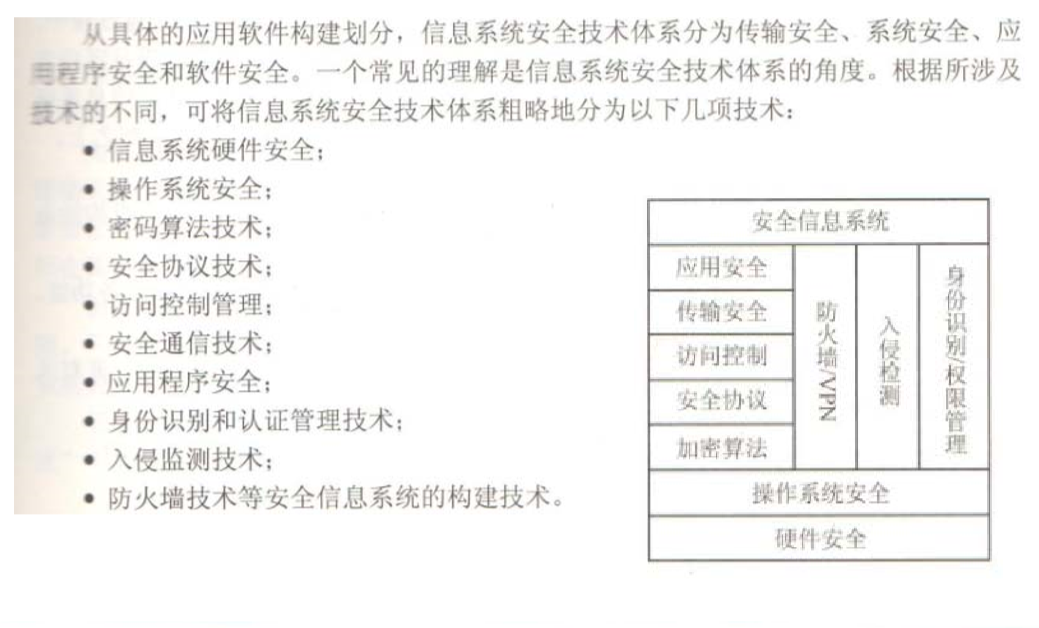 从具体的应用软件构建划分，信息系统安全技术体系分为传输安全、系统安全、应
用程序安全和软件安全。一个常见的理解是信息系统安全技术体系的角度。根据所涉及
技术的不同，可将信息系统安全技术体系粗略地分为以下几项技术：
• 信息系统硬件安全；
• 操作系统安全；
• 密码算法技术；
• 安全协议技术；
• 访问控制管理；
• 安全通信技术；
• 应用程序安全；
• 身份识别和认证管理技术；
• 入侵监测技术；
• 防火墙技术等安全信息系统的构建技术。
安全信息系统
应用安全
传输安全
访问控制
安全协议
加密算法
防火墙/VPN
入侵检测
身份识别/权限管理
操作系统安全
硬件安全